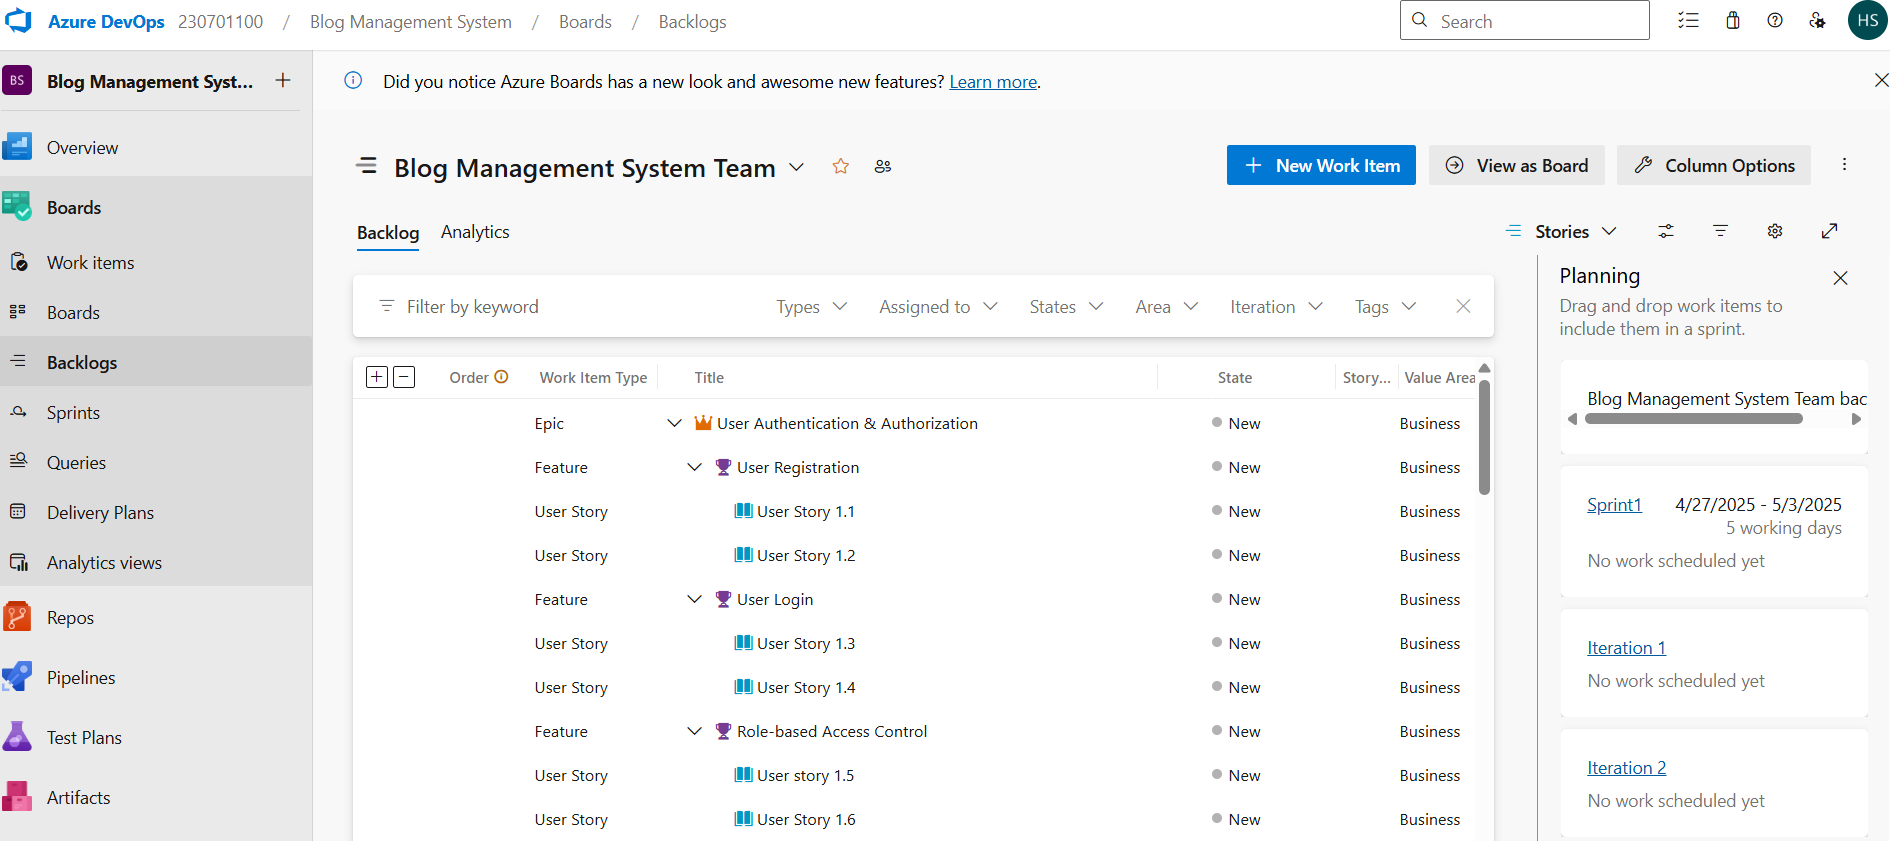 Azure DevOps 230701100 / Blog Management System / Boards / Backlogs
Search
HS
BS Blog Management Syst...
Did you notice Azure Boards has a new look and awesome new features? Learn more.
Overview
Boards
Work items
Boards
Backlogs
Sprints
Queries
Delivery Plans
Analytics views
Repos
Pipelines
Test Plans
Artifacts
Blog Management System Team
New Work Item
View as Board
Column Options
Backlog Analytics
Stories
Filter by keyword Types Assigned to States Area Iteration Tags
Order Work Item Type Title State Story... Value Area
Epic User Authentication & Authorization New Business
Feature User Registration New Business
User Story User Story 1.1 New Business
User Story User Story 1.2 New Business
Feature User Login New Business
User Story User Story 1.3 New Business
User Story User Story 1.4 New Business
Feature Role-based Access Control New Business
User Story User story 1.5 New Business
User Story User Story 1.6 New Business
Planning
Drag and drop work items to
include them in a sprint.
Blog Management System Team bac
Sprint1 4/27/2025 - 5/3/2025
5 working days
No work scheduled yet
Iteration 1
No work scheduled yet
Iteration 2
No work scheduled yet